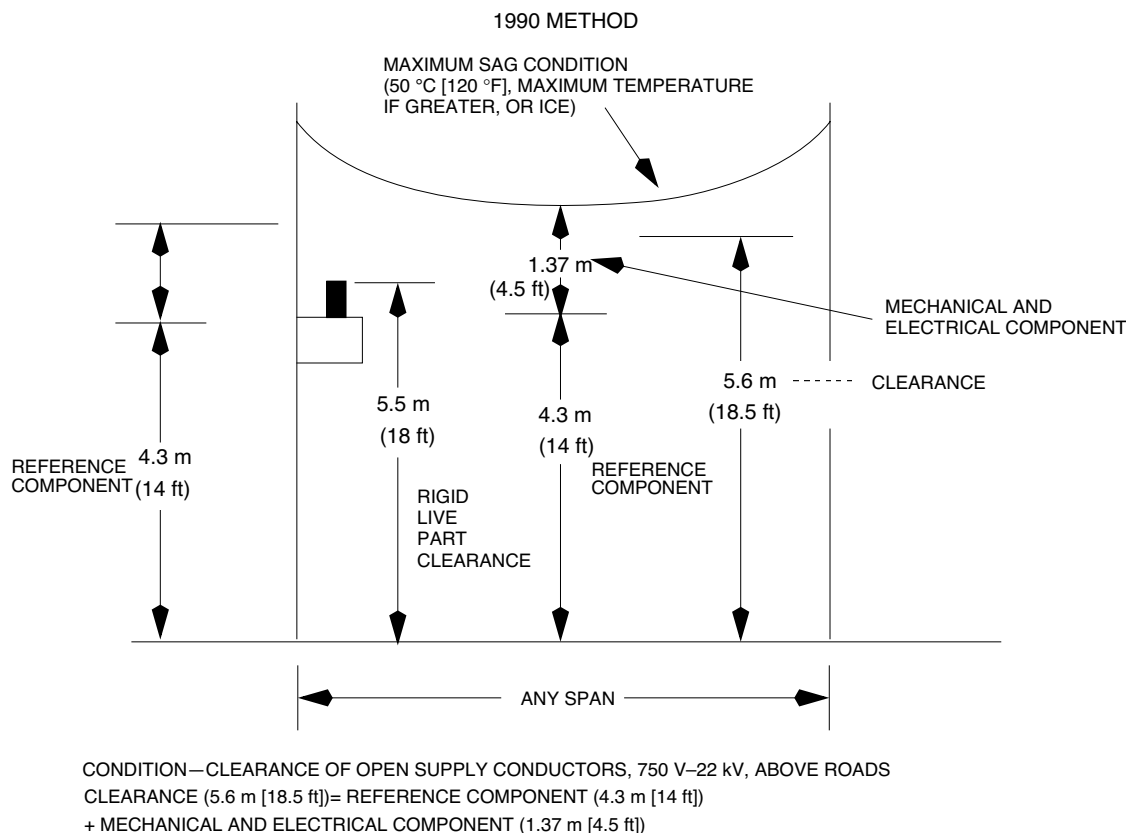 1990 METHOD
MAXIMUM SAG CONDITION
(50 °C [120 °F], MAXIMUM TEMPERATURE
IF GREATER, OR ICE)
1.37 m
(4.5 ft)
MECHANICAL AND
ELECTRICAL COMPONENT
5.6 m
(18.5 ft)
CLEARANCE
5.5 m
(18 ft)
4.3 m
(14 ft)
REFERENCE
COMPONENT
4.3 m
(14 ft)
REFERENCE
COMPONENT
RIGID
LIVE
PART
CLEARANCE
ANY SPAN
CONDITION—CLEARANCE OF OPEN SUPPLY CONDUCTORS, 750 V–22 kV, ABOVE ROADS
CLEARANCE (5.6 m [18.5 ft])= REFERENCE COMPONENT (4.3 m [14 ft])
+ MECHANICAL AND ELECTRICAL COMPONENT (1.37 m [4.5 ft])